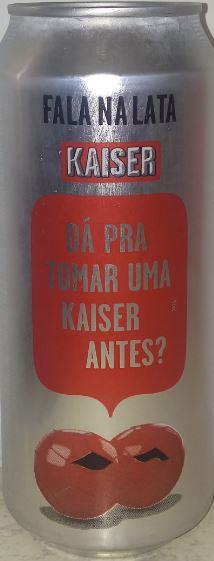 FALA NA LATA
KAISER
DÁ PRA
TOMAR UMA
KAISER
ANTES?